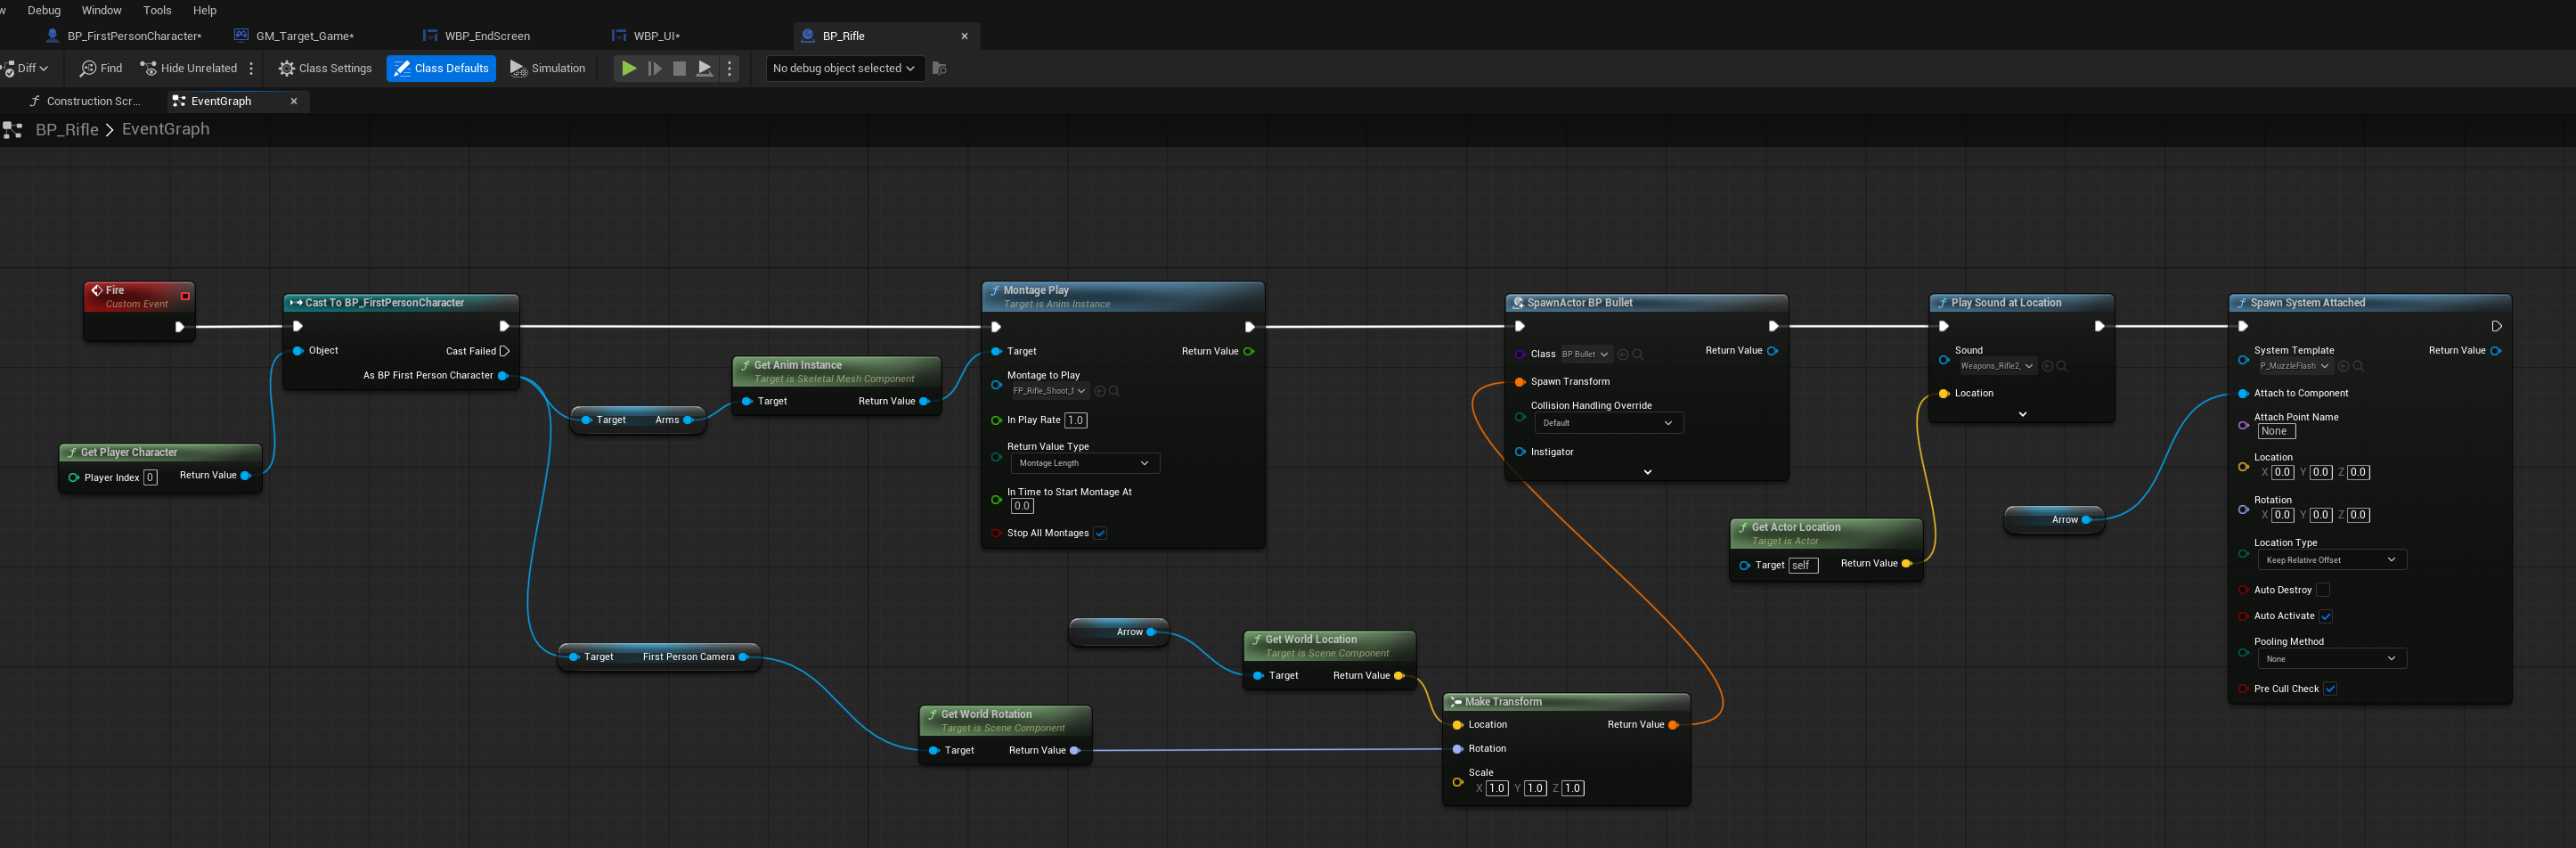 Debug Window Tools Help
BP_FirstPersonCharacter* GM_Target_Game* WBP_EndScreen WBP_UI* BP_Rifle
Diff Find Hide Unrelated Class Settings Class Defaults Simulation No debug object selected
Construction Scr... EventGraph
BP_Rifle > EventGraph
Fire
Custom Event
Cast To BP_FirstPersonCharacter
Object
Cast Failed
As BP First Person Character
Get Player Character
Player Index 0 Return Value
Target Arms
Get Anim Instance
Target is Skeletal Mesh Component
Target Return Value
Montage Play
Target is Anim Instance
Target Return Value
Montage to Play
FP_Rifle_Shoot_
In Play Rate 1.0
Return Value Type
Montage Length
In Time to Start Montage At
0.0
Stop All Montages
Target First Person Camera
Get World Rotation
Target is Scene Component
Target Return Value
Arrow
Get World Location
Target is Scene Component
Target Return Value
Make Transform
Location Return Value
Rotation
Scale
X 1.0 Y 1.0 Z 1.0
SpawnActor BP Bullet
Class BP Bullet Return Value
Spawn Transform
Collision Handling Override
Default
Instigator
Get Actor Location
Target is Actor
Target self Return Value
Play Sound at Location
Sound
Weapons_Rifle2_
Location
Arrow
Spawn System Attached
System Template Return Value
P_MuzzleFlash
Attach to Component
Attach Point Name
None
Location
X 0.0 Y 0.0 Z 0.0
Rotation
X 0.0 Y 0.0 Z 0.0
Location Type
Keep Relative Offset
Auto Destroy
Auto Activate
Pooling Method
None
Pre Cull Check